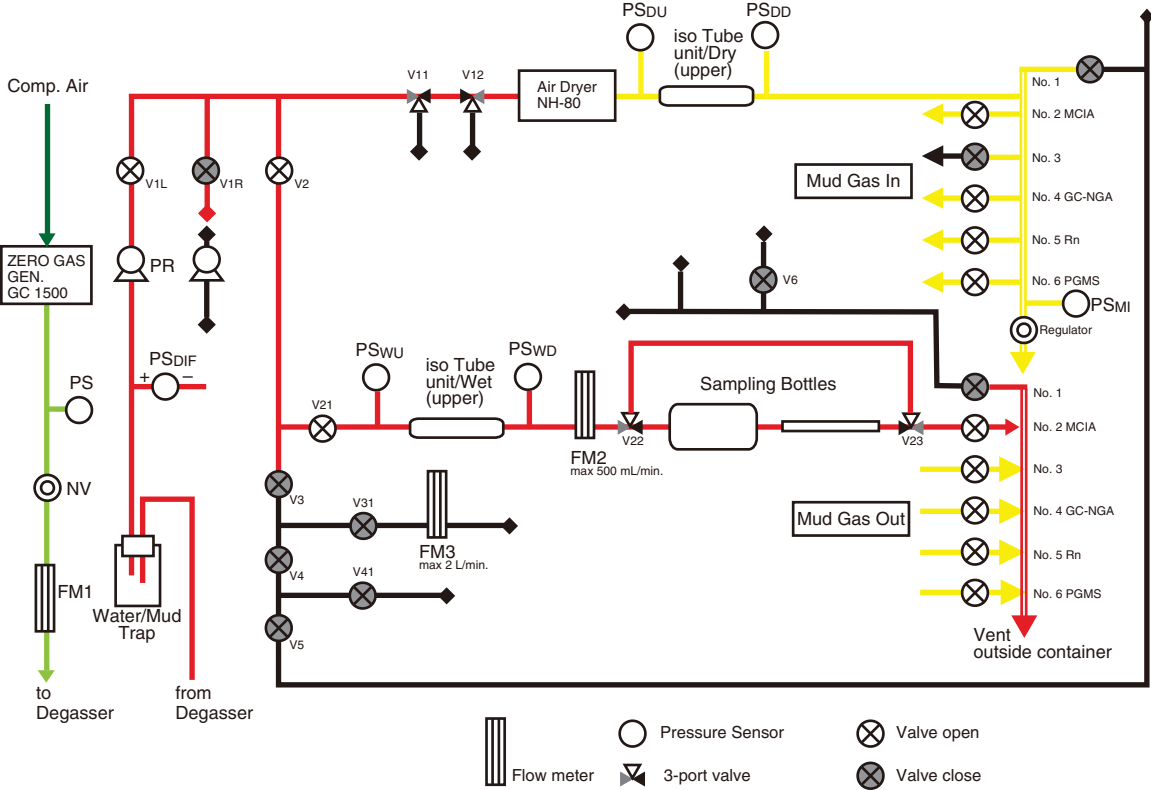 PSDU
PSDD
iso Tube
unit/Dry
(upper)
Comp. Air
V11
V12
Air Dryer
NH-80
No. 1
No. 2 MCIA
V1L
V1R
V2
No. 3
Mud Gas In
No. 4 GC-NGA
No. 5 Rn
ZERO GAS
GEN.
GC 1500
PR
V6
No. 6 PGMS
PSMI
Regulator
PSDIF
+
–
PS
PSWU
iso Tube
unit/Wet
(upper)
PSWD
Sampling Bottles
No. 1
V21
V22
V23
No. 2 MCIA
FM2
max 500 mL/min.
NV
V3
V31
No. 3
Mud Gas Out
No. 4 GC-NGA
FM3
max 2 L/min.
No. 5 Rn
FM1
V4
V41
No. 6 PGMS
Water/Mud
Trap
V5
Vent
outside container
to
Degasser
from
Degasser
Flow meter
Pressure Sensor
3-port valve
Valve open
Valve close